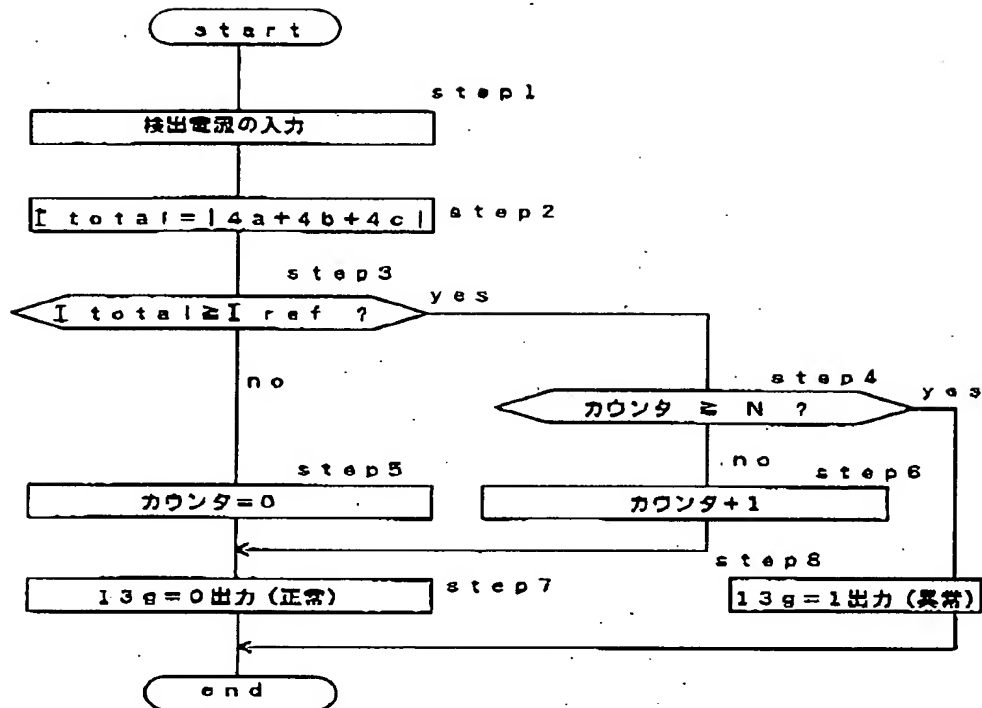 start
step1
検出電流の入力
I total=|4a+4b+4c| step2
step3
I total≧I ref ? yes
no
step4
カウンタ ≧ N ? yes
no
step5
カウンタ=0
step6
カウンタ+1
step7
13g=0出力(正常)
step8
13g=1出力(異常)
end